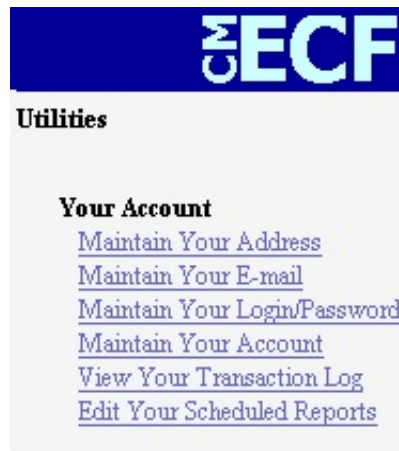 CM ECF
Utilities
Your Account
Maintain Your Address
Maintain Your E-mail
Maintain Your Login/Password
Maintain Your Account
View Your Transaction Log
Edit Your Scheduled Reports